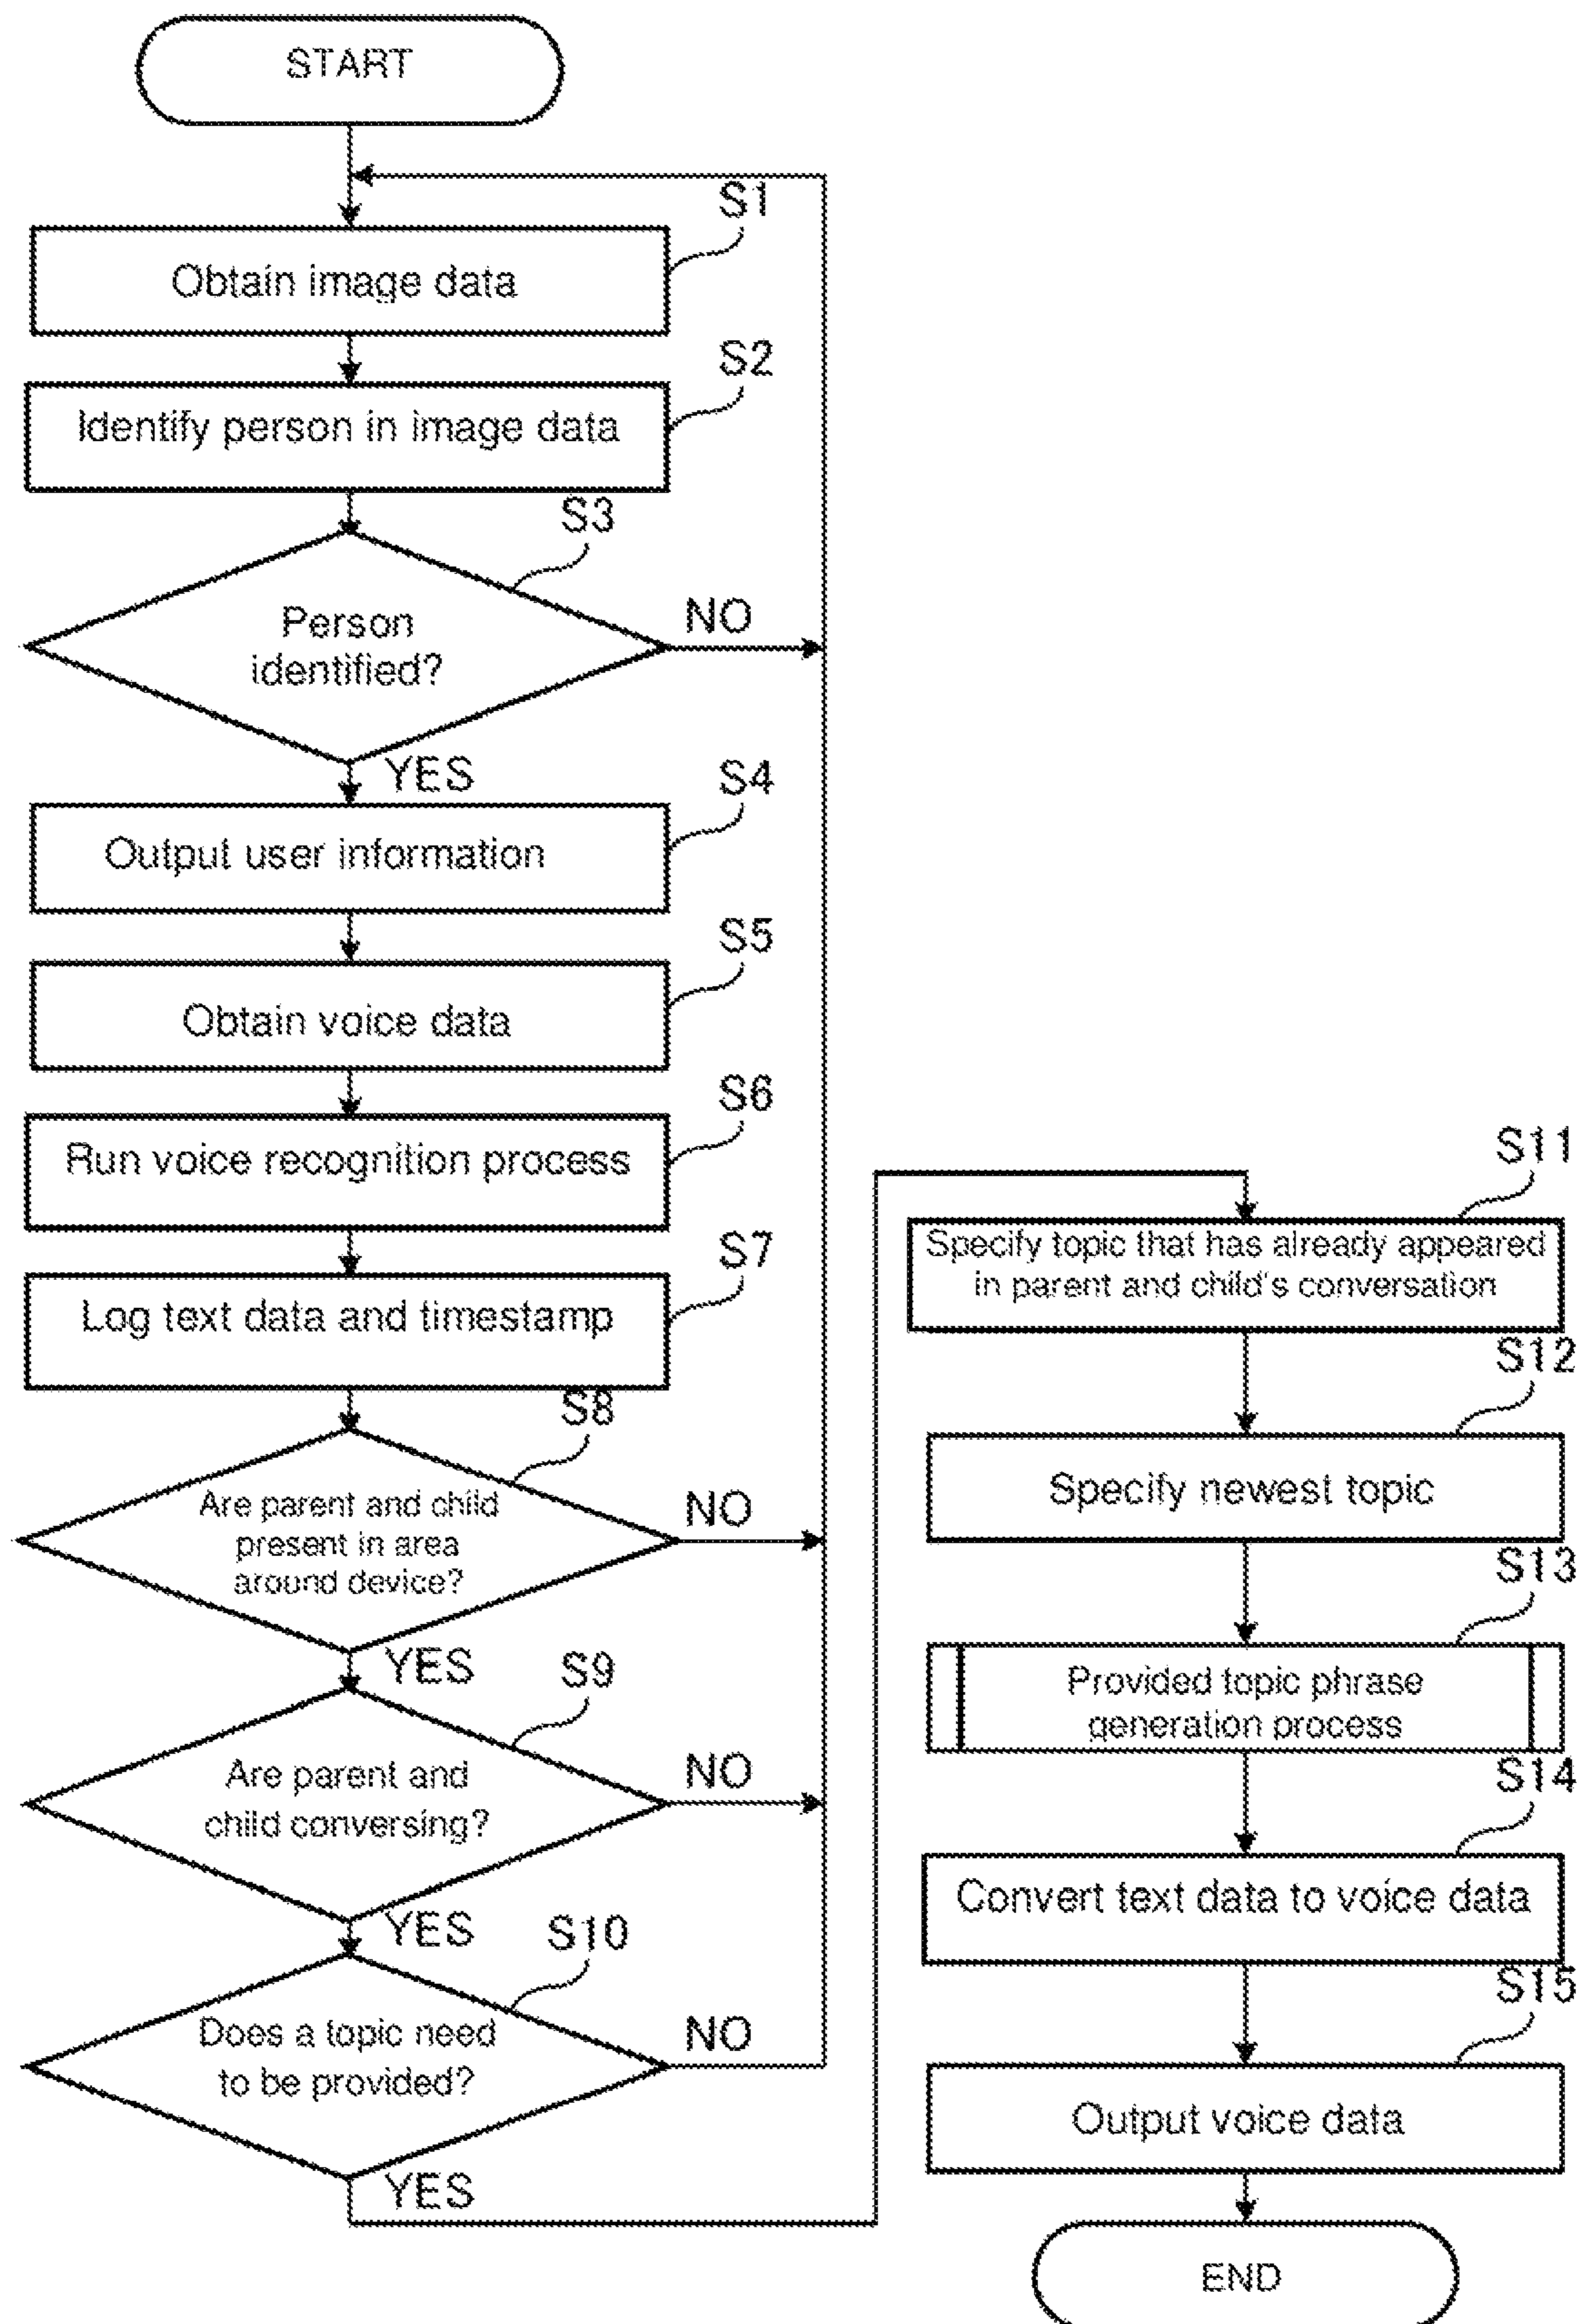 START
S1
Obtain image data
S2
Identify person in image data
S3
Person
identified?
NO
YES
S4
Output user information
S5
Obtain voice data
S6
Run voice recognition process
S7
Log text data and timestamp
S8
Are parent and child
present in area
around device?
NO
YES
S9
Are parent and
child conversing?
NO
YES
S10
Does a topic need
to be provided?
NO
YES
S11
Specify topic that has already appeared
in parent and child's conversation
S12
Specify newest topic
S13
Provided topic phrase
generation process
S14
Convert text data to voice data
S15
Output voice data
END